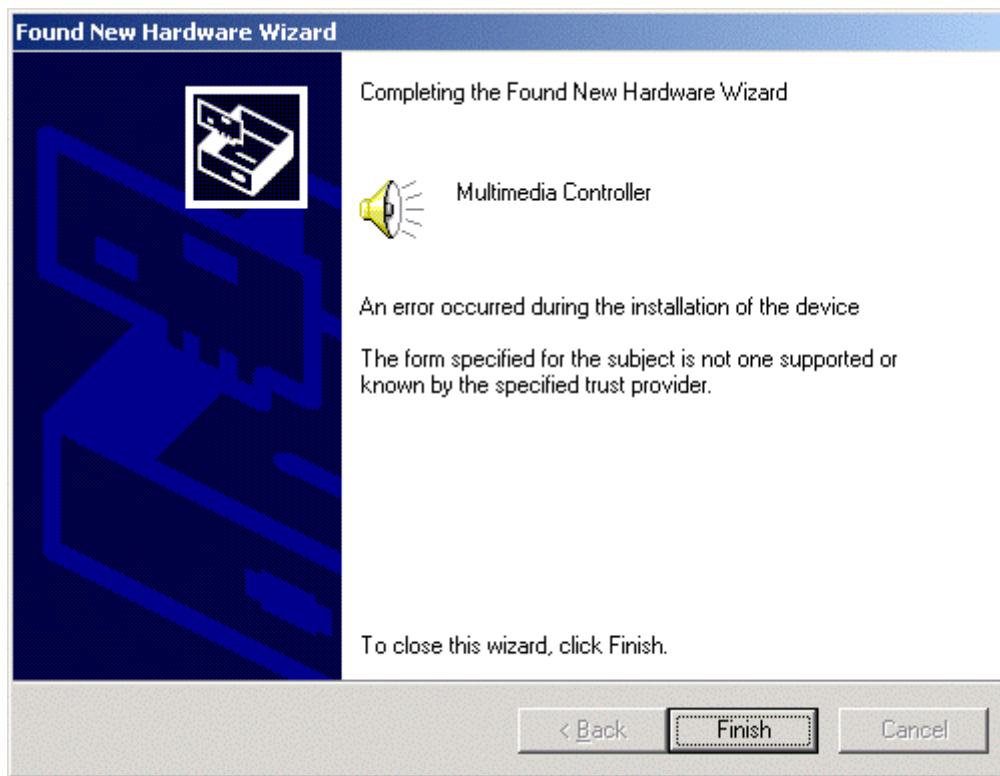 Found New Hardware Wizard
Completing the Found New Hardware Wizard
Multimedia Controller
An error occurred during the installation of the device
The form specified for the subject is not one supported or
known by the specified trust provider.
To close this wizard, click Finish.
< Back
Finish
Cancel